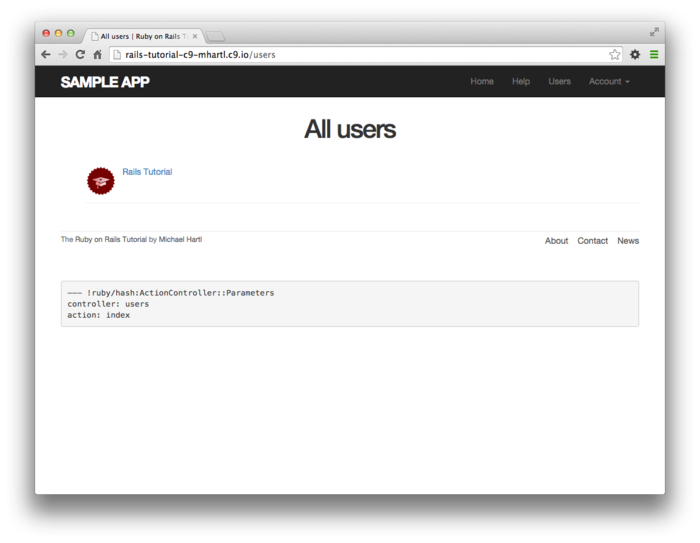 All users | Ruby on Rails T
rails-tutorial-c9-mhartl.c9.io/users
SAMPLE APP Home Help Users Account
All users
Rails Tutorial
The Ruby on Rails Tutorial by Michael Hartl About Contact News
--- !ruby/hash:ActionController::Parameters
controller: users
action: index